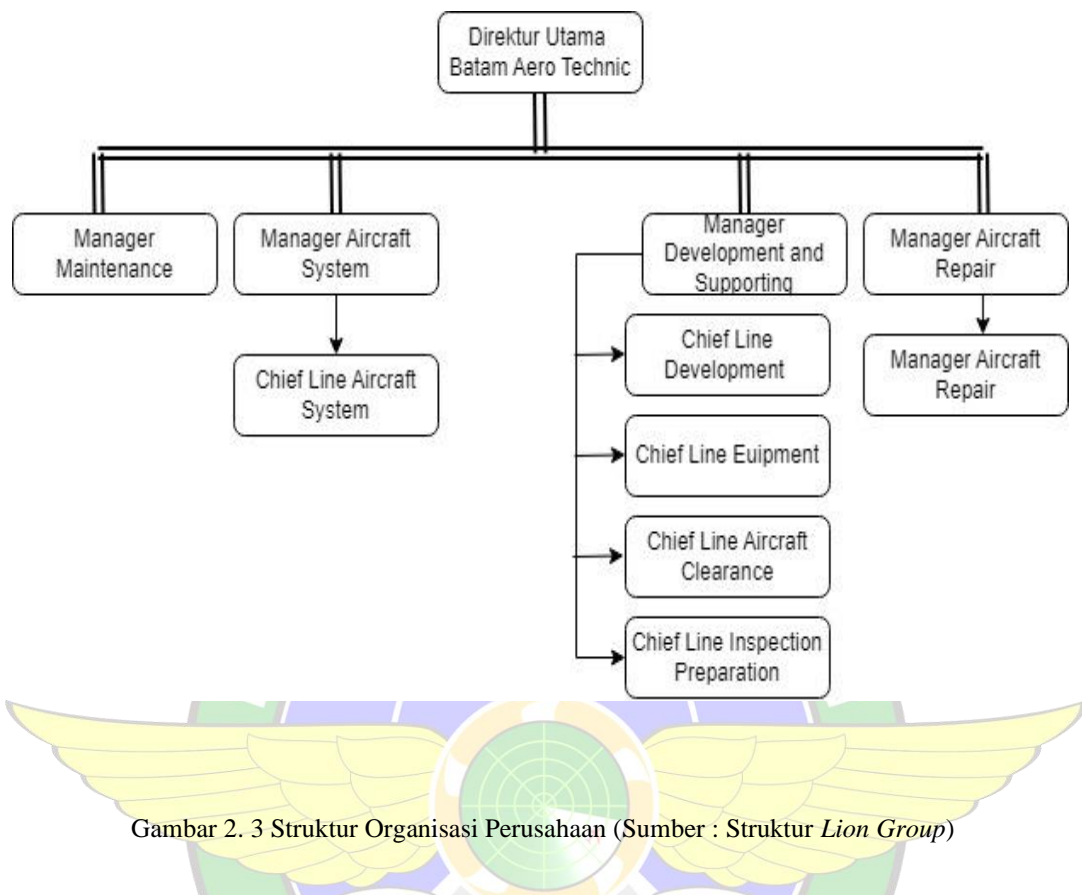 Direktur Utama
Batam Aero Technic
Manager
Maintenance
Manager Aircraft
System
Manager
Development and
Supporting
Manager Aircraft
Repair
Chief Line Aircraft
System
Chief Line
Development
Manager Aircraft
Repair
Chief Line Euipment
Chief Line Aircraft
Clearance
Chief Line Inspection
Preparation
Gambar 2. 3 Struktur Organisasi Perusahaan (Sumber : Struktur Lion Group)